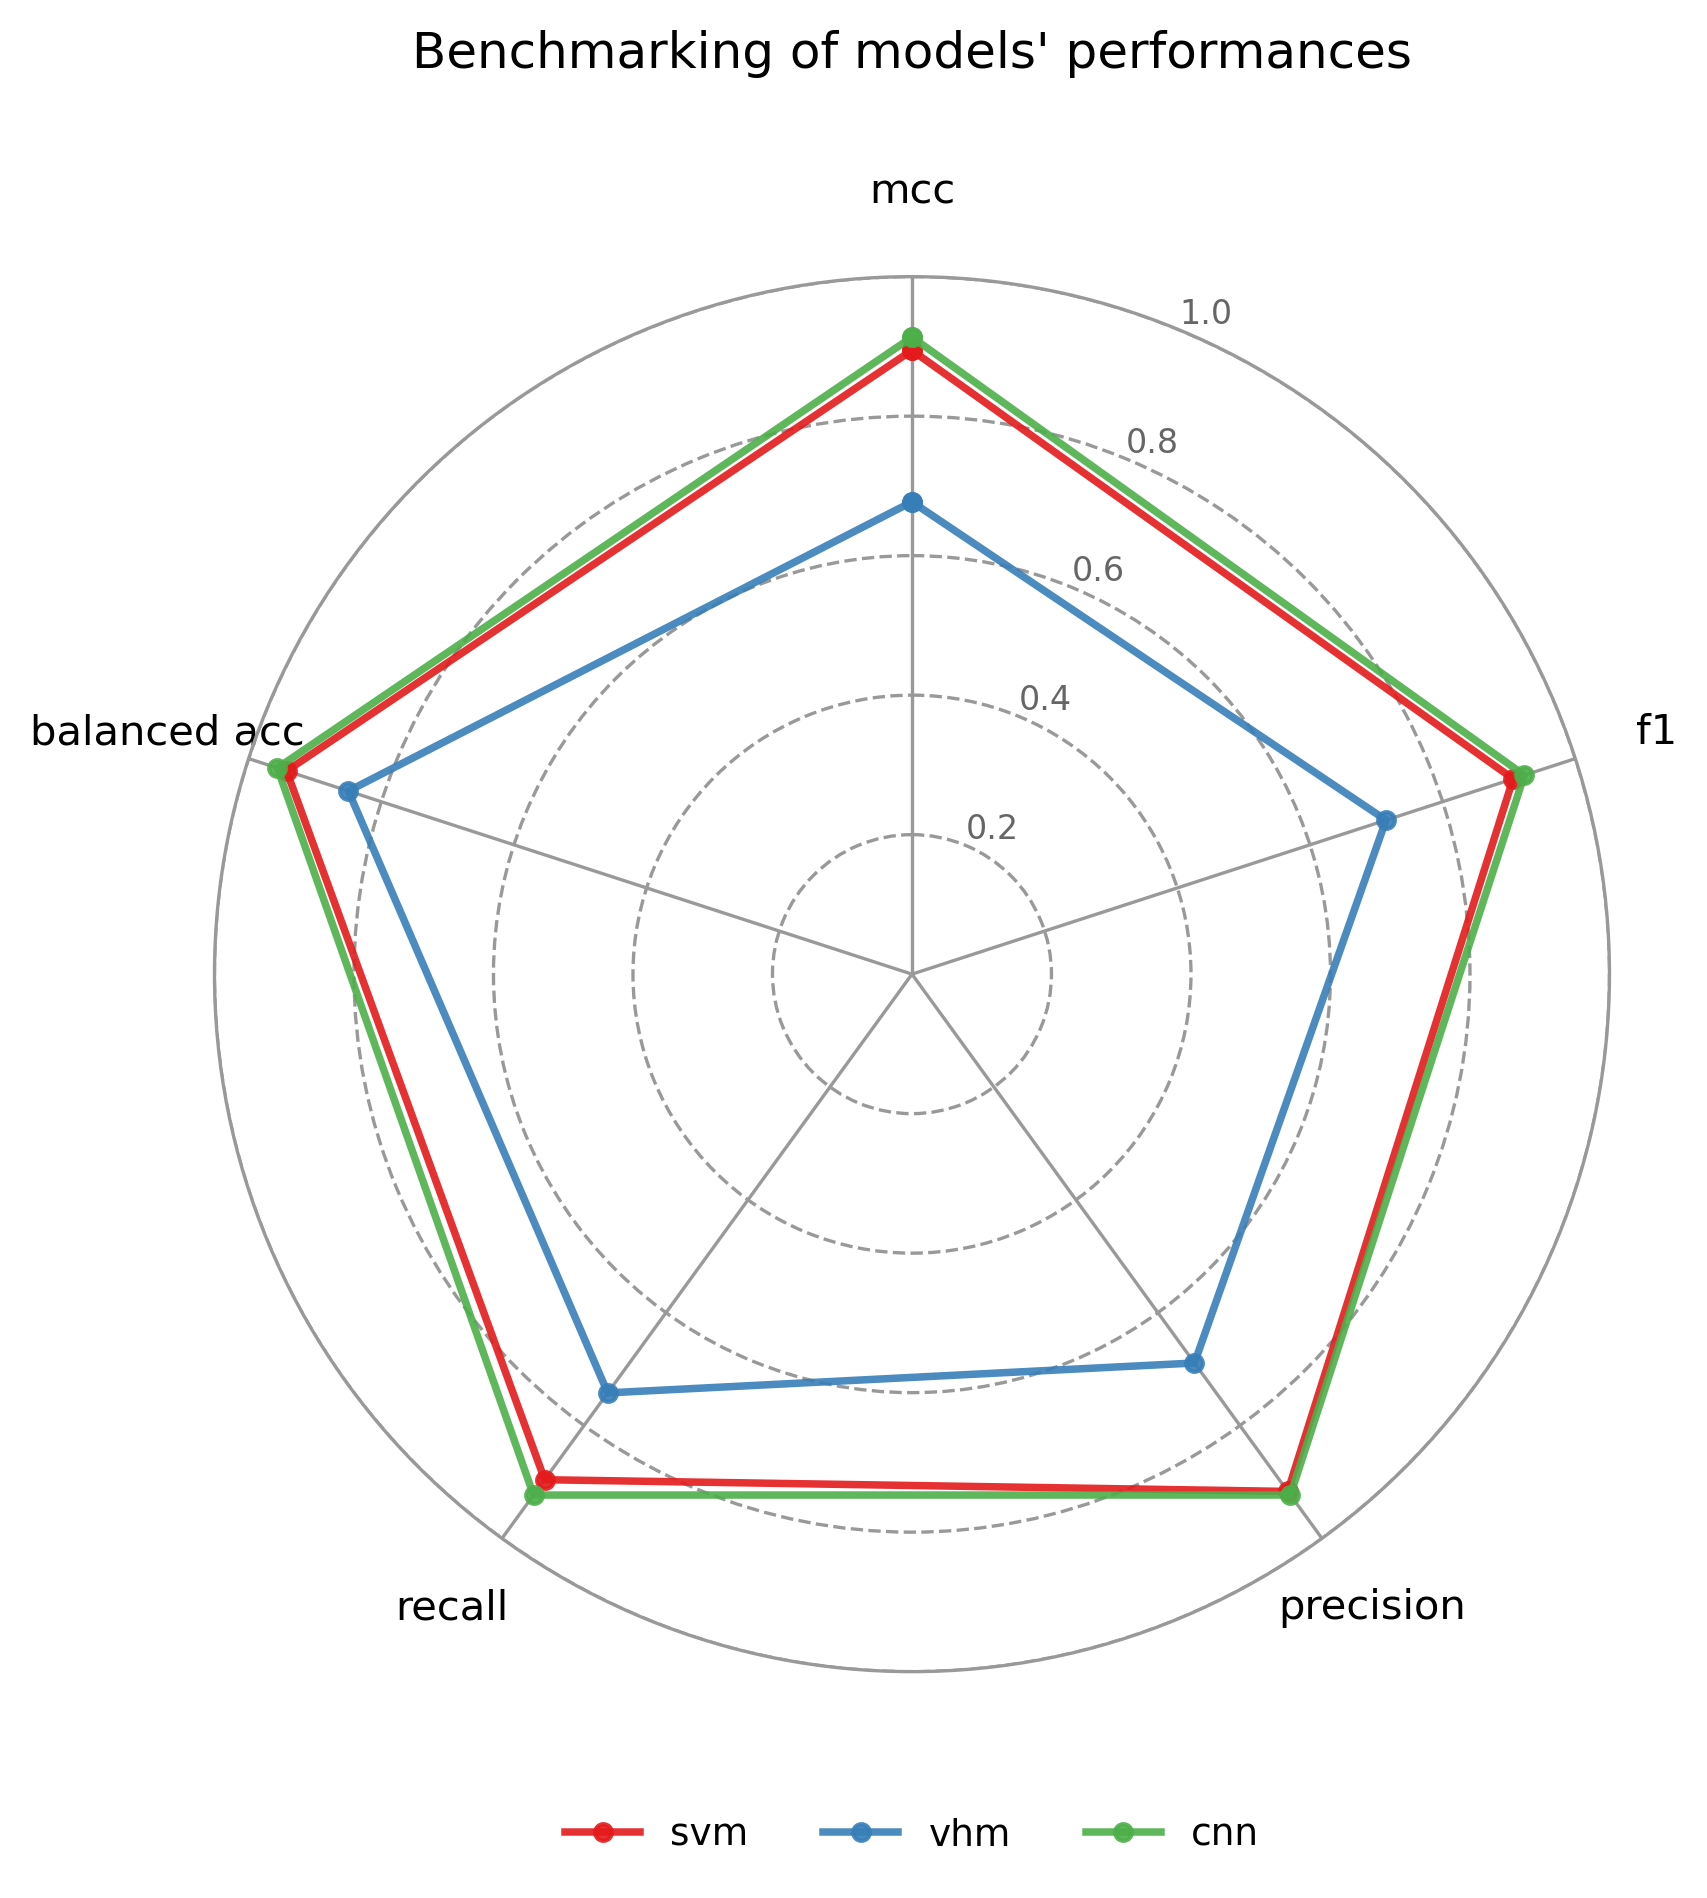 Benchmarking of models' performances
mcc
1.0
0.8
0.6
0.4
0.2
balanced acc
f1
recall
precision
svm
vhm
cnn